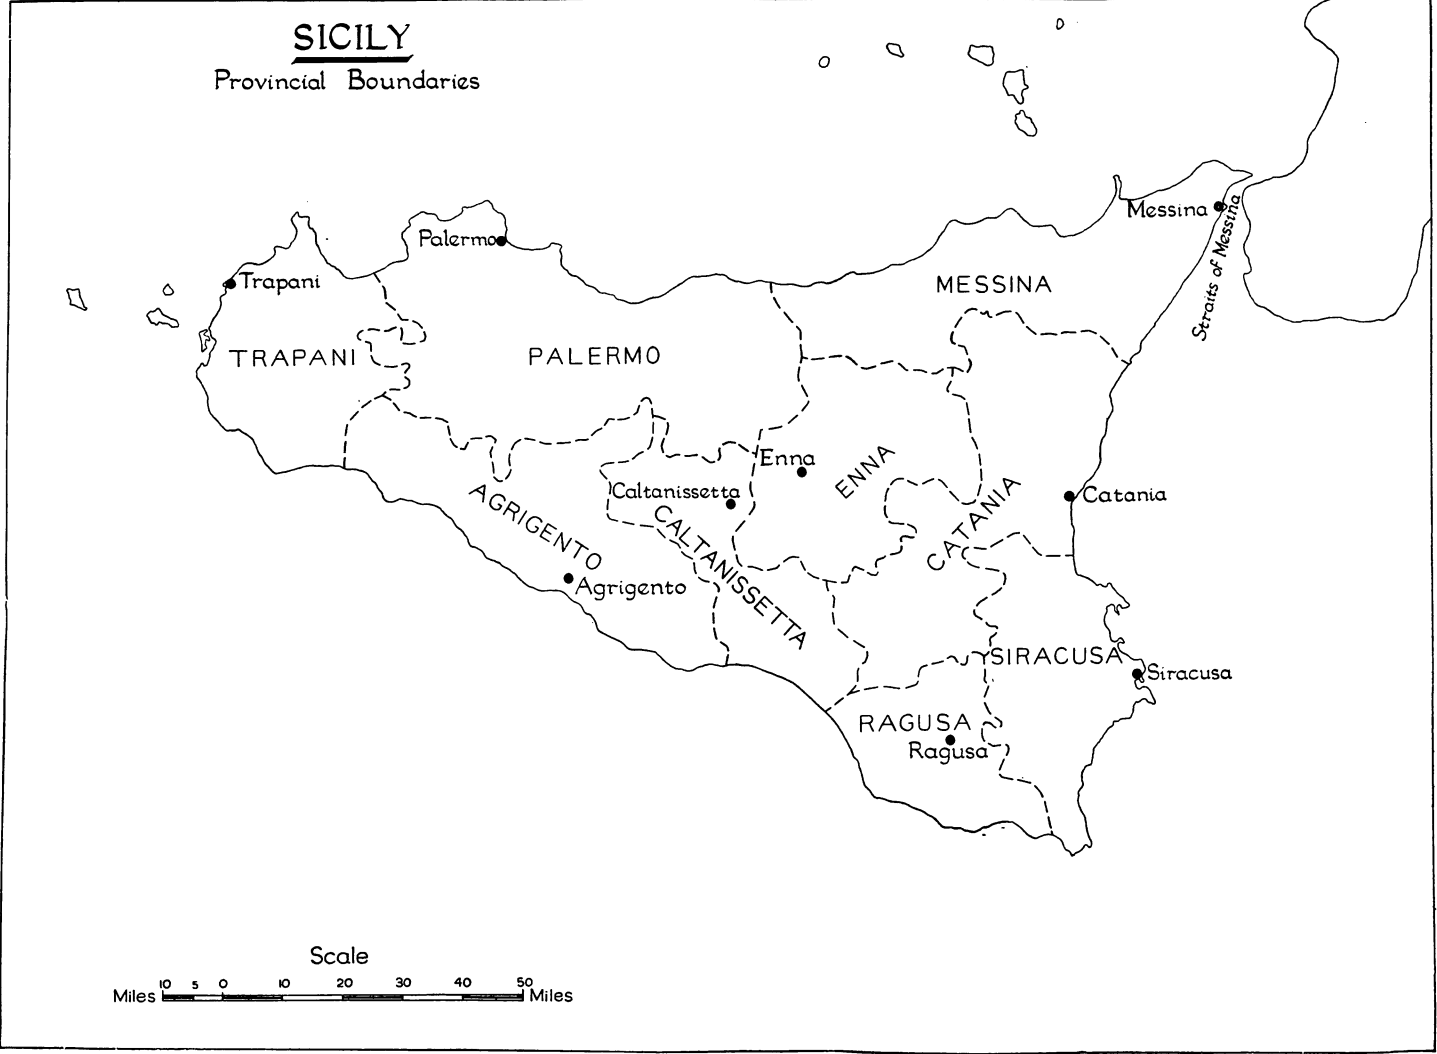 SICILY
Provincial Boundaries
Messina
Straits of Messina
Palermo
Trapani
MESSINA
TRAPANI
PALERMO
Enna
ENNA
Caltanissetta
AGRIGENTO
CALTANISSETTA
CATANIA
Catania
Agrigento
SIRACUSA
Siracusa
RAGUSA
Ragusa
Scale
10 5 0 10 20 30 40 50
Miles Miles